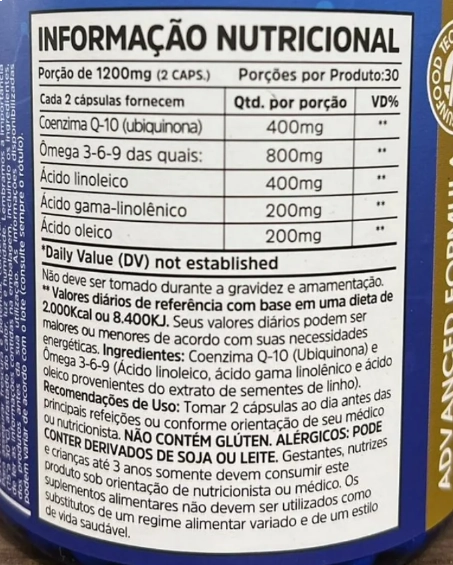 INFORMAÇÃO NUTRICIONAL
Porção de 1200mg (2 CAPS.) Porções por Produto:30
Cada 2 cápsulas fornecem Qtd. por porção VD%
Coenzima Q-10 (ubiquinona) 400mg **
Ômega 3-6-9 das quais: 800mg **
Ácido linoleico 400mg **
Ácido gama-linolênico 200mg **
Ácido oleico 200mg **
*Daily Value (DV) not established
Não deve ser tomado durante a gravidez e amamentação.
** Valores diários de referência com base em uma dieta de
2.000Kcal ou 8.400KJ. Seus valores diários podem ser
maiores ou menores de acordo com suas necessidades
energéticas. Ingredientes: Coenzima Q-10 (Ubiquinona) e
Ômega 3-6-9 (Ácido linoleico, ácido gama linolênico e ácido
oleico provenientes do extrato de sementes de linho).
Recomendações de Uso: Tomar 2 cápsulas ao dia antes das
principais refeições ou conforme orientação de seu médico
ou nutricionista. NÃO CONTÉM GLÚTEN. ALÉRGICOS: PODE
CONTER DERIVADOS DE SOJA OU LEITE. Gestantes, nutrizes
e crianças até 3 anos somente devem consumir este
produto sob orientação de nutricionista ou médico. Os
suplementos alimentares não devem ser utilizados como
substitutos de um regime alimentar variado e de um estilo
de vida saudável.
podem variar de acordo com o lote (consulte sempre o rótulo).
ADVANCED FORMULA